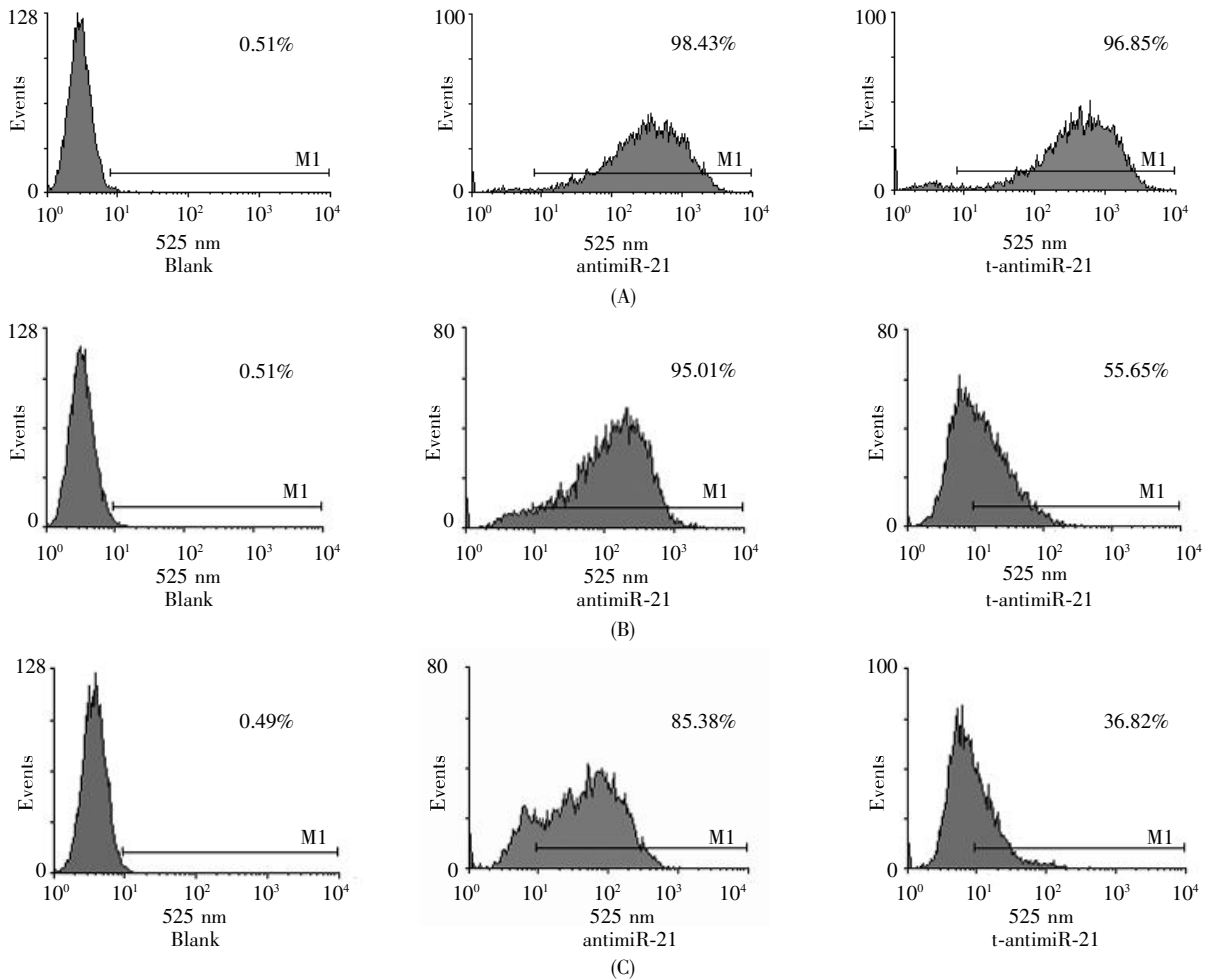 128 100 100
0.51% 98.43% 96.85%
Events Events Events
M1 M1 M1
0 0 0
10⁰ 10¹ 10² 10³ 10⁴ 10⁰ 10¹ 10² 10³ 10⁴ 10⁰ 10¹ 10² 10³ 10⁴
525 nm 525 nm 525 nm
Blank antimiR-21 t-antimiR-21
(A)
128 80 80
0.51% 95.01% 55.65%
Events Events Events
M1 M1 M1
0 0 0
10⁰ 10¹ 10² 10³ 10⁴ 10⁰ 10¹ 10² 10³ 10⁴ 10⁰ 10¹ 10² 10³ 10⁴
525 nm 525 nm 525 nm
Blank antimiR-21 t-antimiR-21
(B)
128 80 100
0.49% 85.38% 36.82%
Events Events Events
M1 M1 M1
0 0 0
10⁰ 10¹ 10² 10³ 10⁴ 10⁰ 10¹ 10² 10³ 10⁴ 10⁰ 10¹ 10² 10³ 10⁴
525 nm 525 nm 525 nm
Blank antimiR-21 t-antimiR-21
(C)